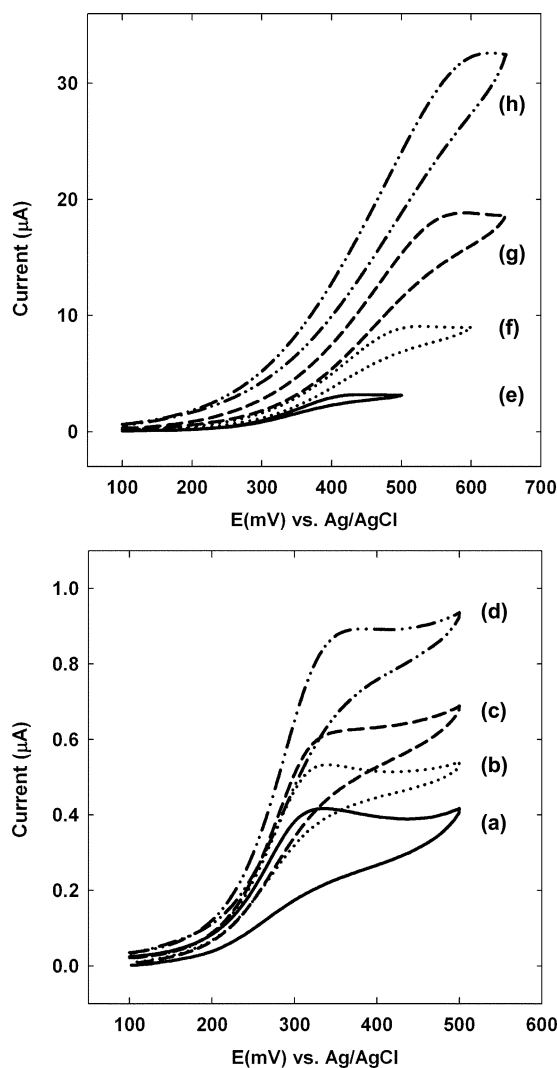 30
20
10
0
Current (μA)
(h)
(g)
(f)
(e)
100 200 300 400 500 600 700
E(mV) vs. Ag/AgCl
1.0
0.8
0.6
0.4
0.2
0.0
Current (μA)
(d)
(c)
(b)
(a)
100 200 300 400 500 600
E(mV) vs. Ag/AgCl